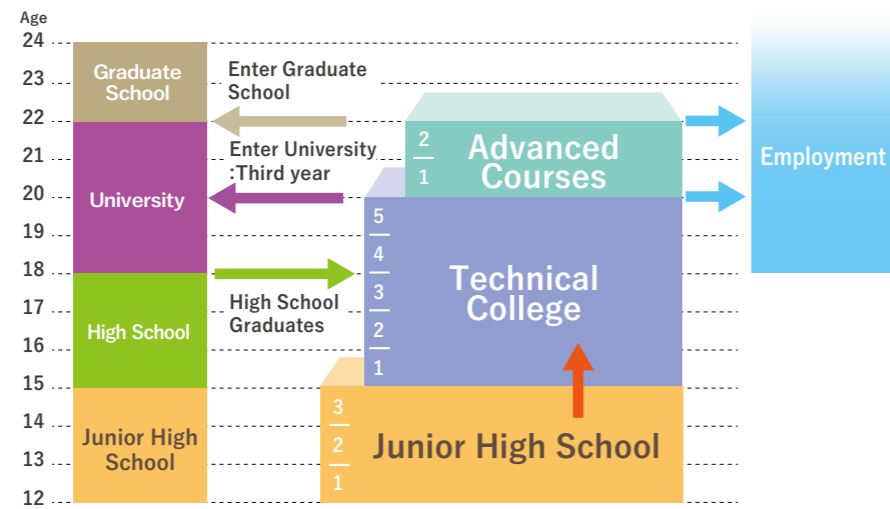 Age
24
23
22
21
20
19
18
17
16
15
14
13
12
Graduate
School
University
High School
Junior High
School
Enter Graduate
School
Enter University
:Third year
High School
Graduates
2
1
Advanced
Courses
5
4
3
2
1
Technical
College
3
2
1
Junior High School
Employment